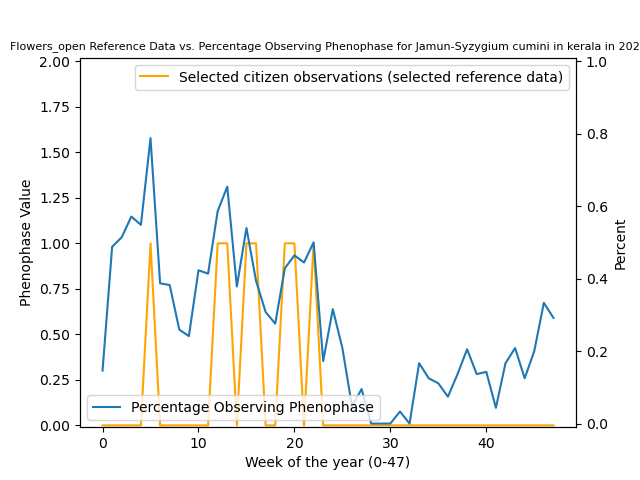 Flowers_open Reference Data vs. Percentage Observing Phenophase for Jamun-Syzygium cumini in kerala in 202
2.00
1.75
1.50
1.25
1.00
0.75
0.50
0.25
0.00
Phenophase Value
Selected citizen observations (selected reference data)
Percentage Observing Phenophase
1.0
0.8
0.6
0.4
0.2
0.0
Percent
0 10 20 30 40
Week of the year (0-47)